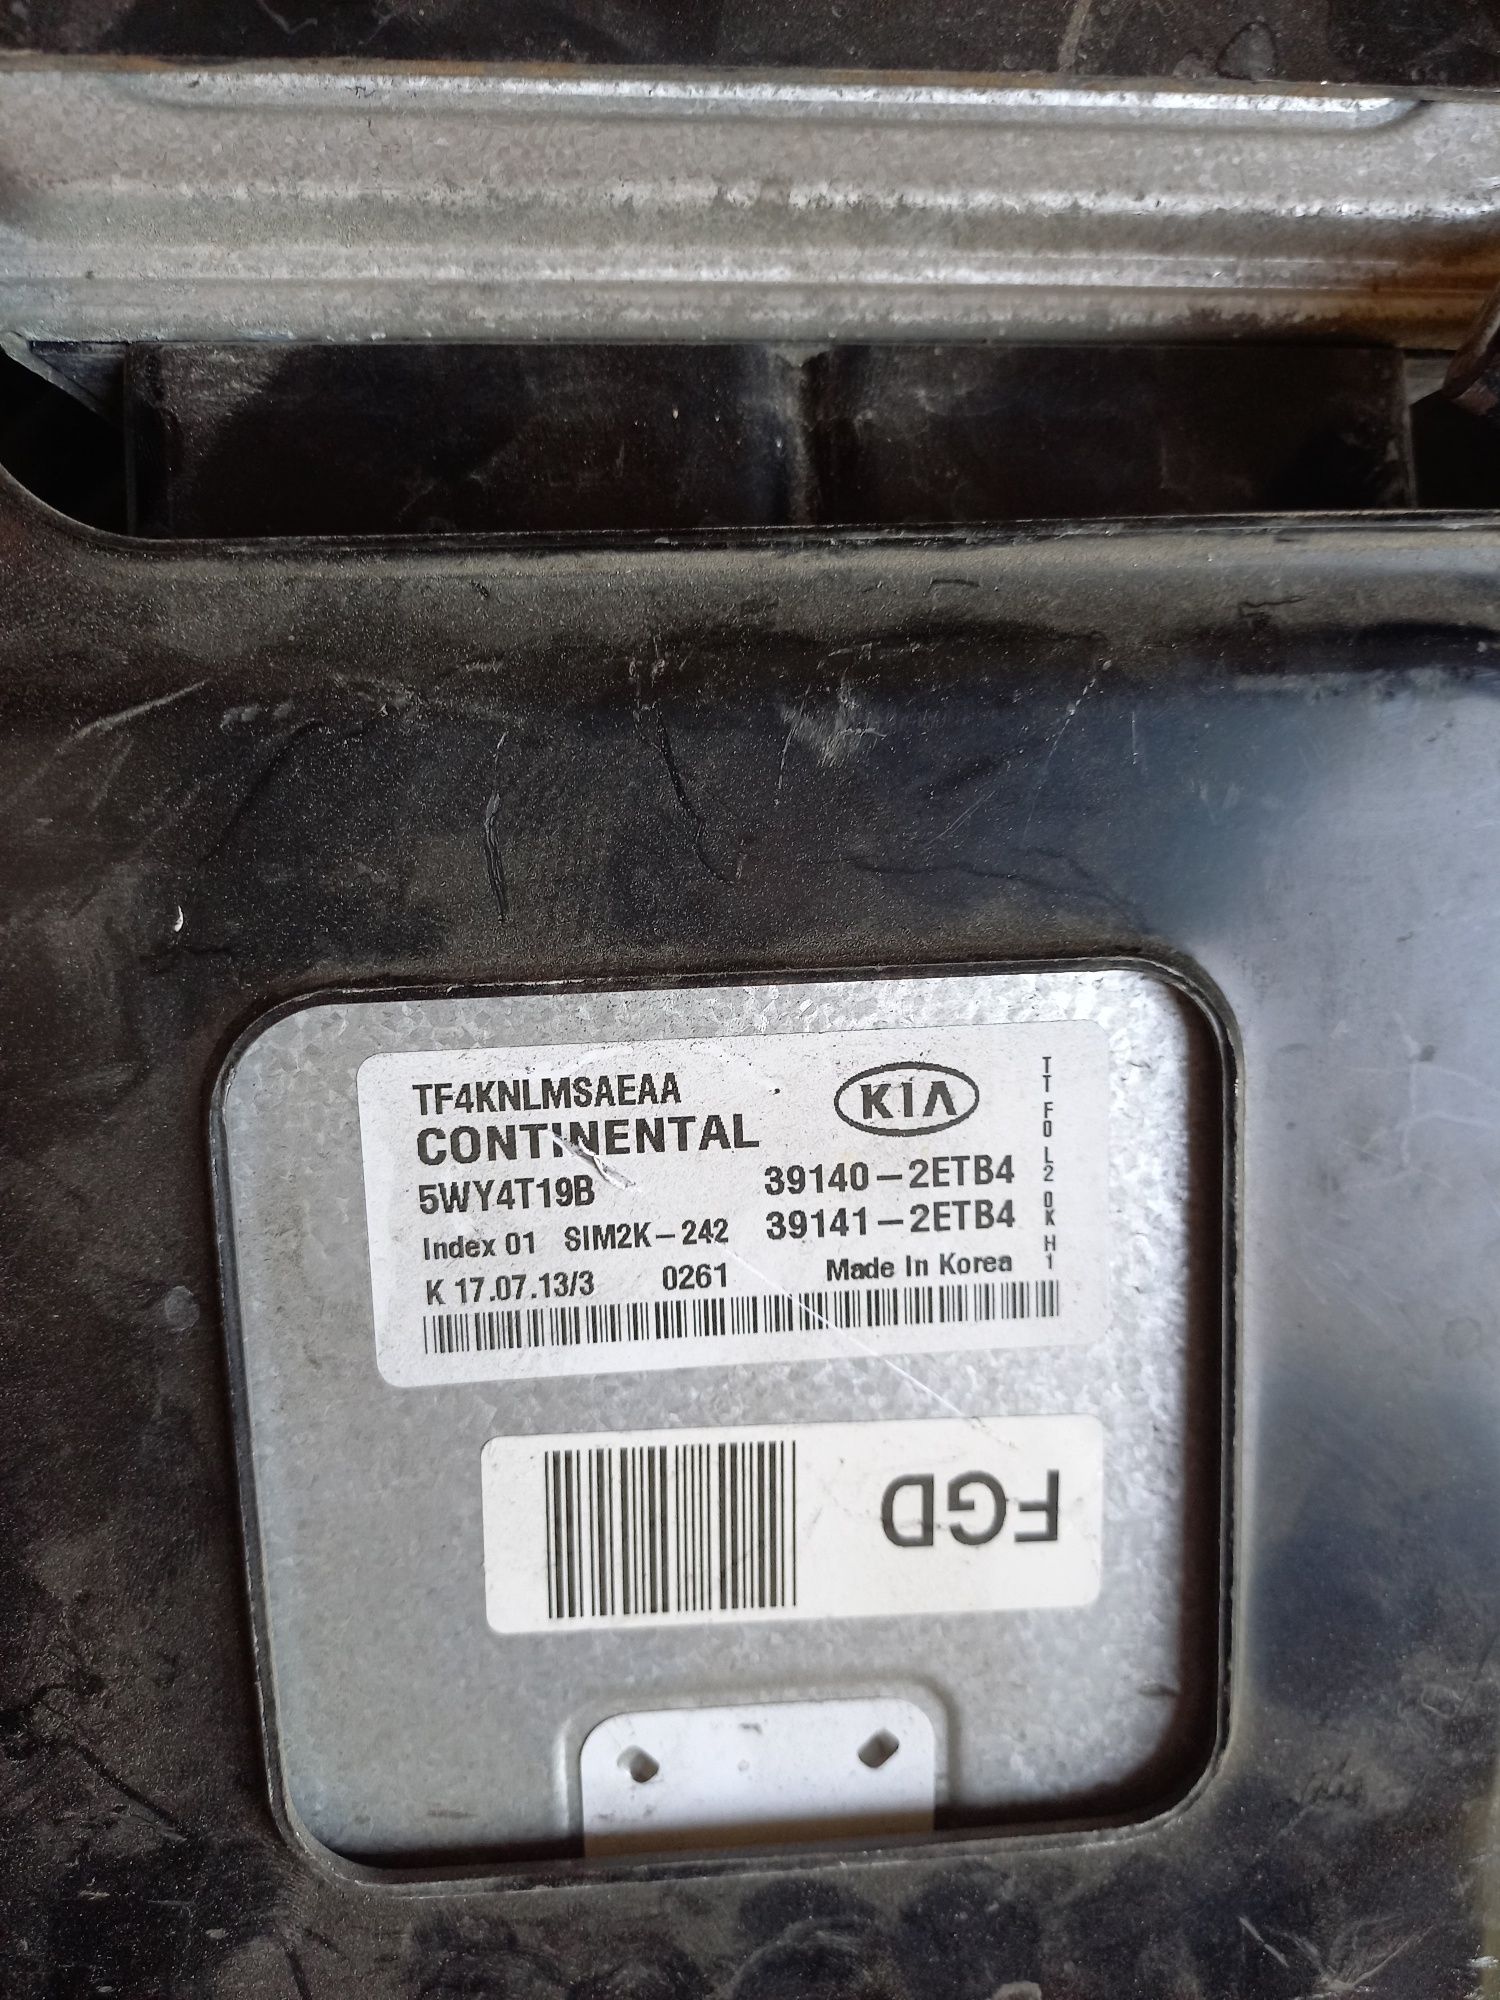 TF4KNLMSAEAA
KIA
CONTINENTAL
5WY4T19B 39140-2ETB4
Index 01 SIM2K-242 39141-2ETB4
K 17.07.13/3 0261 Made In Korea
TT F0 L2 0K H1
FGD